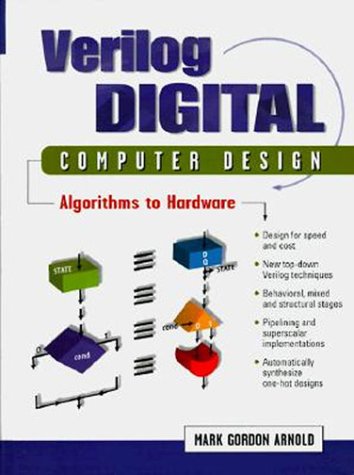 Verilog
DIGITAL
COMPUTER DESIGN
Algorithms to Hardware
STATE
cond
D
Q
STATE
cond
0 1
• Design for speed
and cost
• New top-down
Verilog techniques
• Behavioral, mixed
and structural stages
• Pipelining and
superscalar
implementations
• Automatically
synthesize
one-hot designs
MARK GORDON ARNOLD